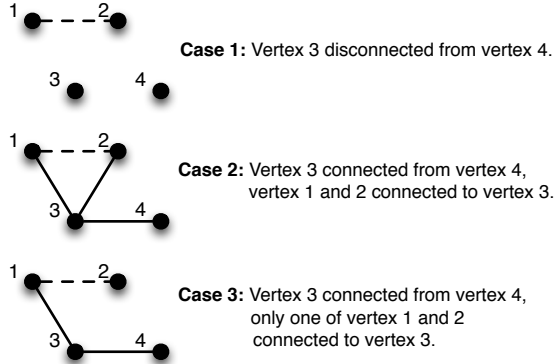 1 2
Case 1: Vertex 3 disconnected from vertex 4.
3 4
1 2
Case 2: Vertex 3 connected from vertex 4,
vertex 1 and 2 connected to vertex 3.
3 4
1 2
Case 3: Vertex 3 connected from vertex 4,
only one of vertex 1 and 2
connected to vertex 3.
3 4